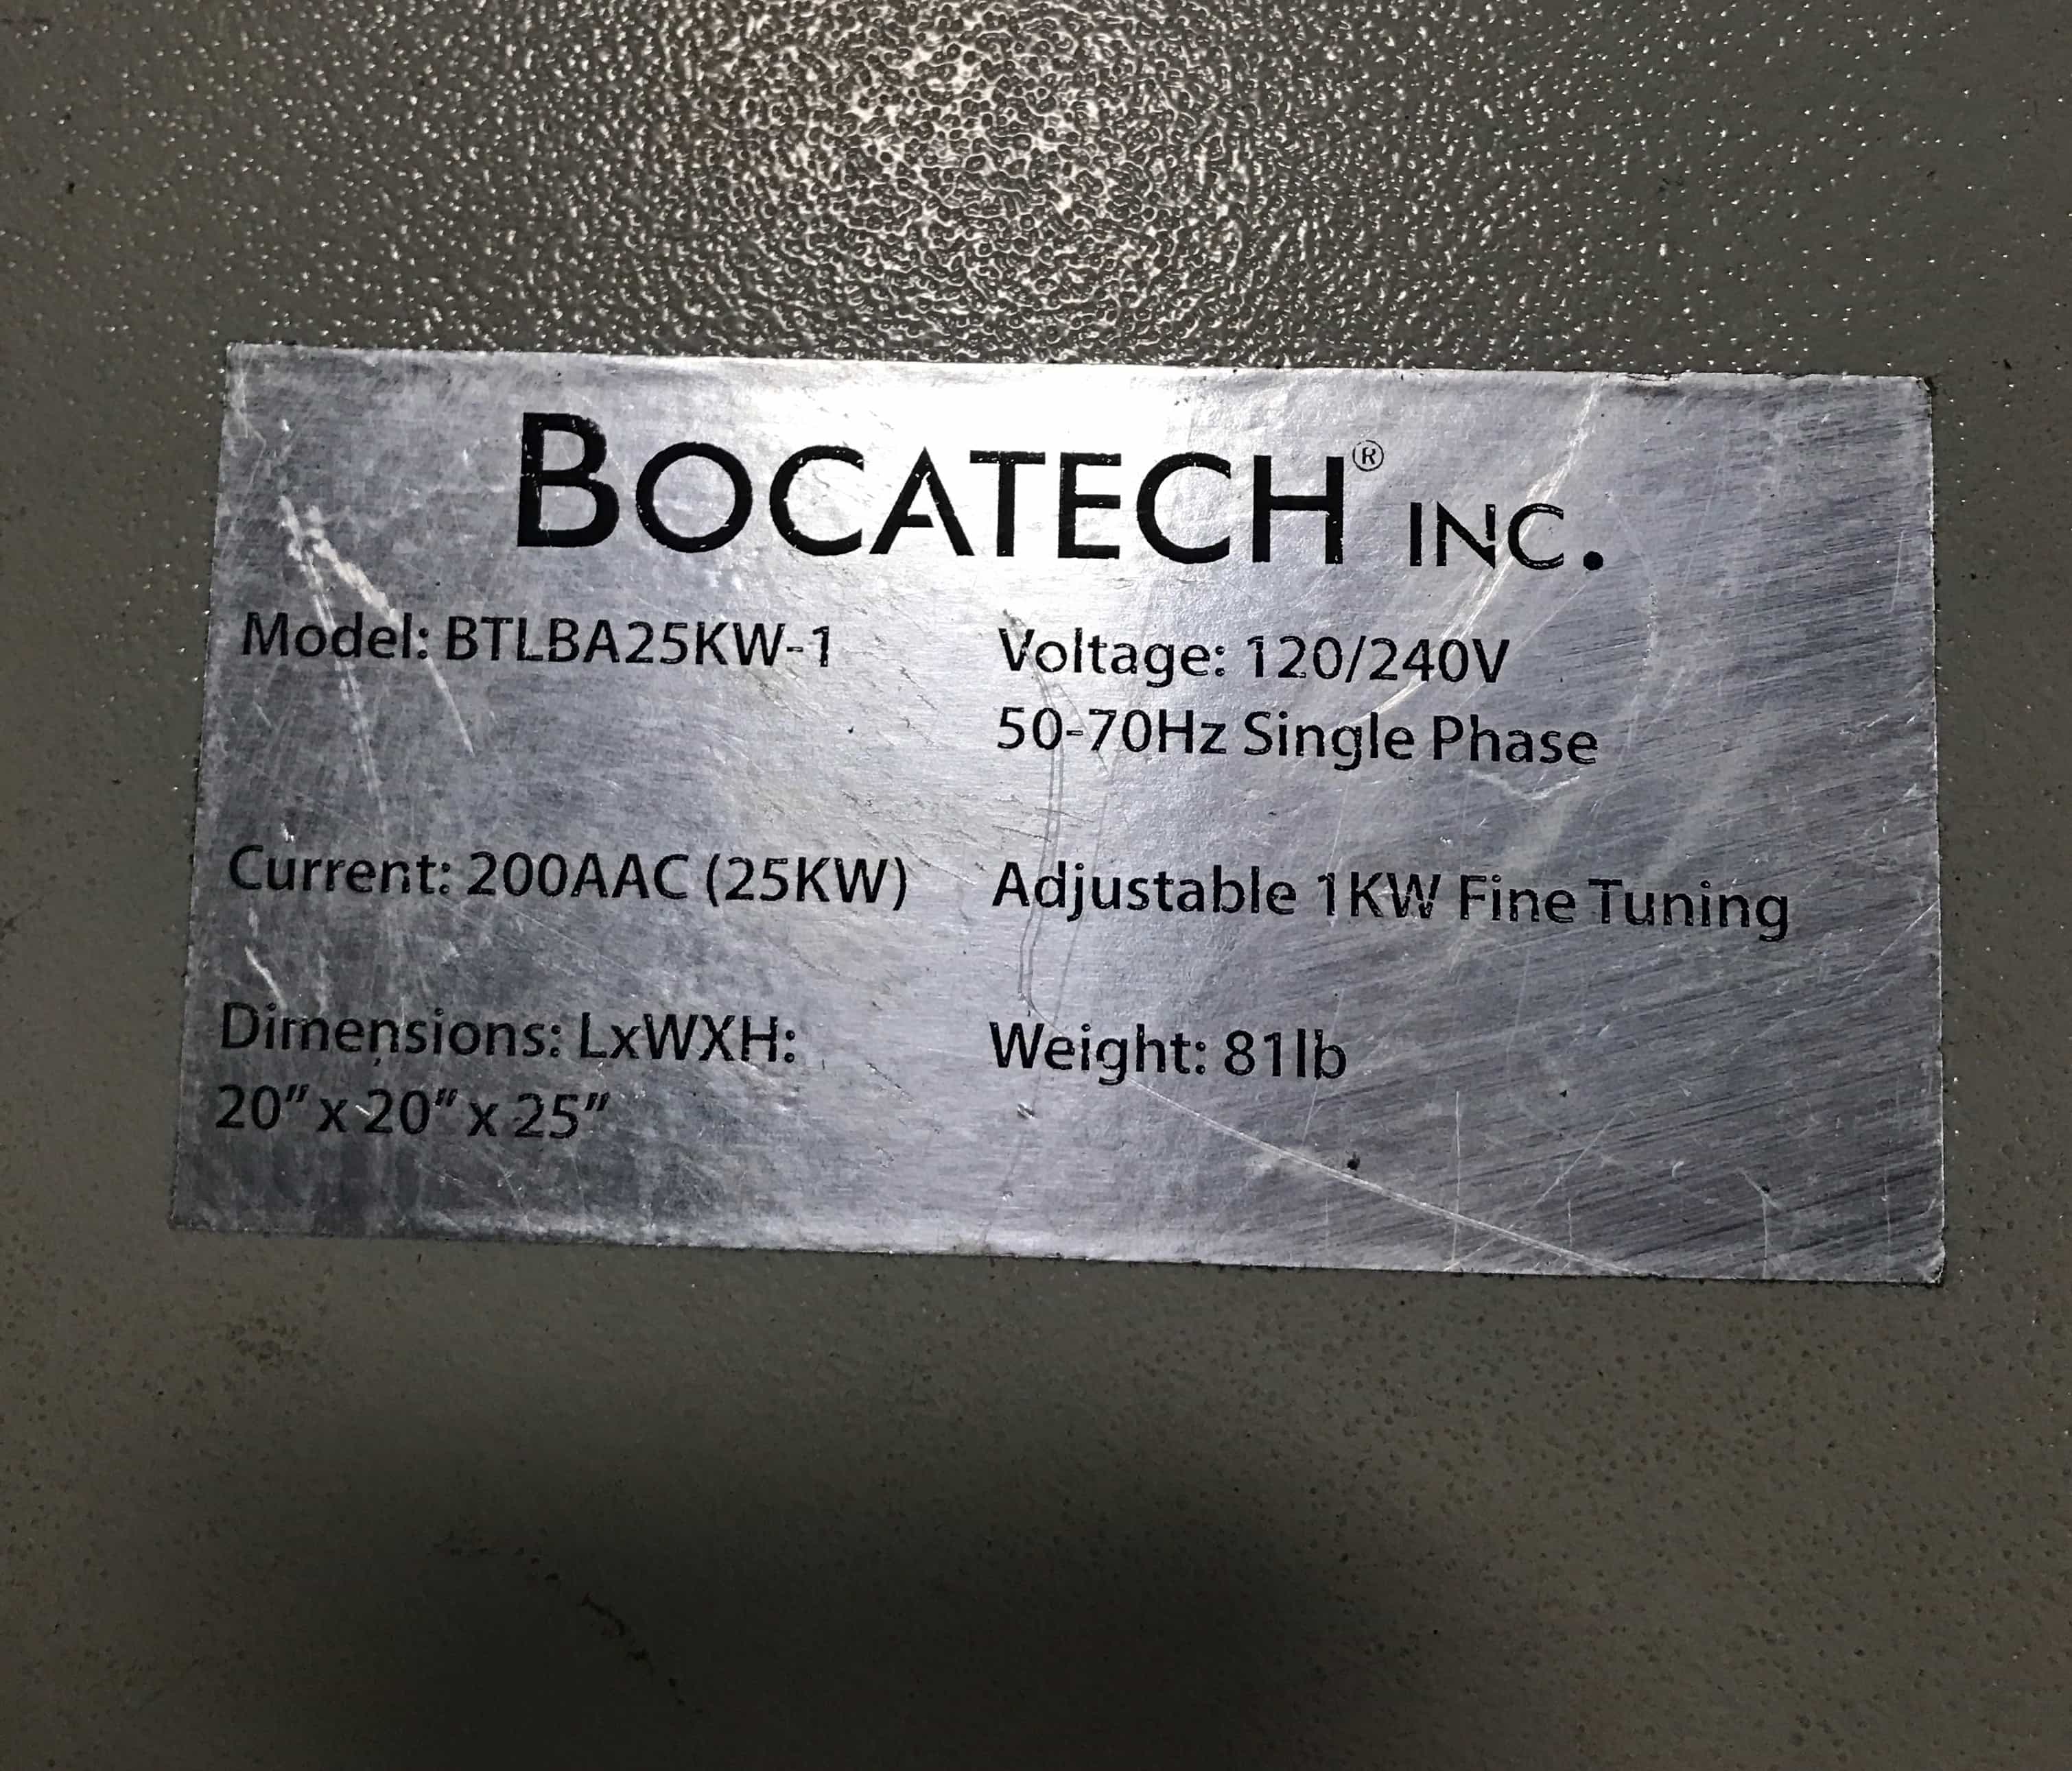 BOCATECH® INC.
Model: BTLBA25KW-1
Voltage: 120/240V
50-70Hz Single Phase
Current: 200AAC (25KW)
Adjustable 1KW Fine Tuning
Dimensions: LxWXH:
20" x 20" x 25"
Weight: 81lb